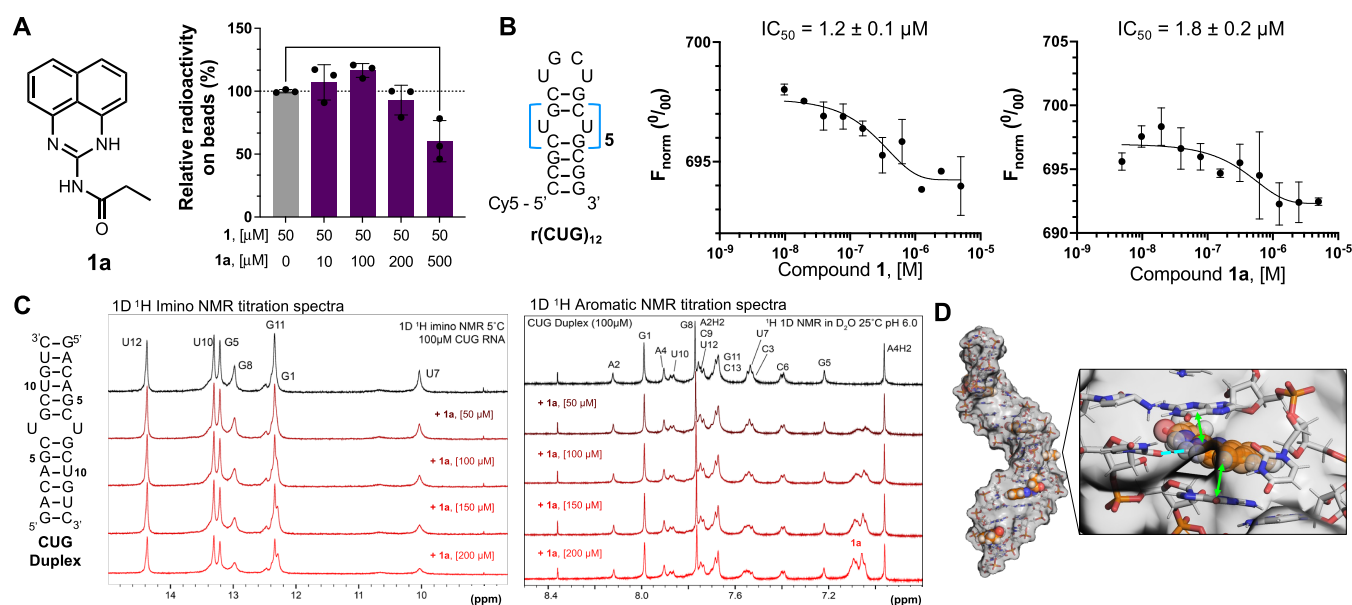 A
N
NH
HN
O
1a
Relative radioactivity
on beads (%)
150
100
50
0
1, [μM] 50 50 50 50 50
1a, [μM] 0 10 100 200 500
B
G C
U U
C G
G C
U U 5
C G
G C
C G
C G
Cy5 - 5' 3'
r(CUG)12
IC50 = 1.2 ± 0.1 μM
Fnorm (0/00)
700
695
10-9 10-8 10-7 10-6 10-5
Compound 1, [M]
IC50 = 1.8 ± 0.2 μM
Fnorm (0/00)
705
700
695
690
10-9 10-8 10-7 10-6 10-5
Compound 1a, [M]
C
3' 5'
C G
U A
G C
10 U A
C G 5
G C
U U
C G
5 G C
A U 10
C G
A U
G C
5' 3'
CUG
Duplex
1D 1H Imino NMR titration spectra
1D 1H imino NMR 5°C
100μM CUG RNA
U12
U10
G5
G8
G11
G1
U7
+ 1a, [50 μM]
+ 1a, [100 μM]
+ 1a, [150 μM]
+ 1a, [200 μM]
14 13 12 11 10 (ppm)
1D 1H Aromatic NMR titration spectra
CUG Duplex (100μM)
1H 1D NMR in D2O 25°C pH 6.0
A2
G1
A4
U10
G8
A2H2
C9
U12
G11
C13
U7
C3
C6
G5
A4H2
+ 1a, [50 μM]
+ 1a, [100 μM]
+ 1a, [150 μM]
+ 1a, [200 μM]
1a
8.4 8.0 7.6 7.2 (ppm)
D